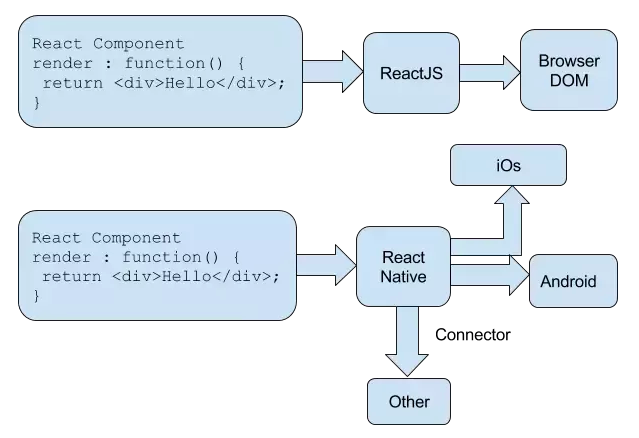 React Component
render : function() {
return <div>Hello</div>;
}
ReactJS
Browser
DOM
iOs
React Component
render : function() {
return <div>Hello</div>;
}
React
Native
Android
Connector
Other